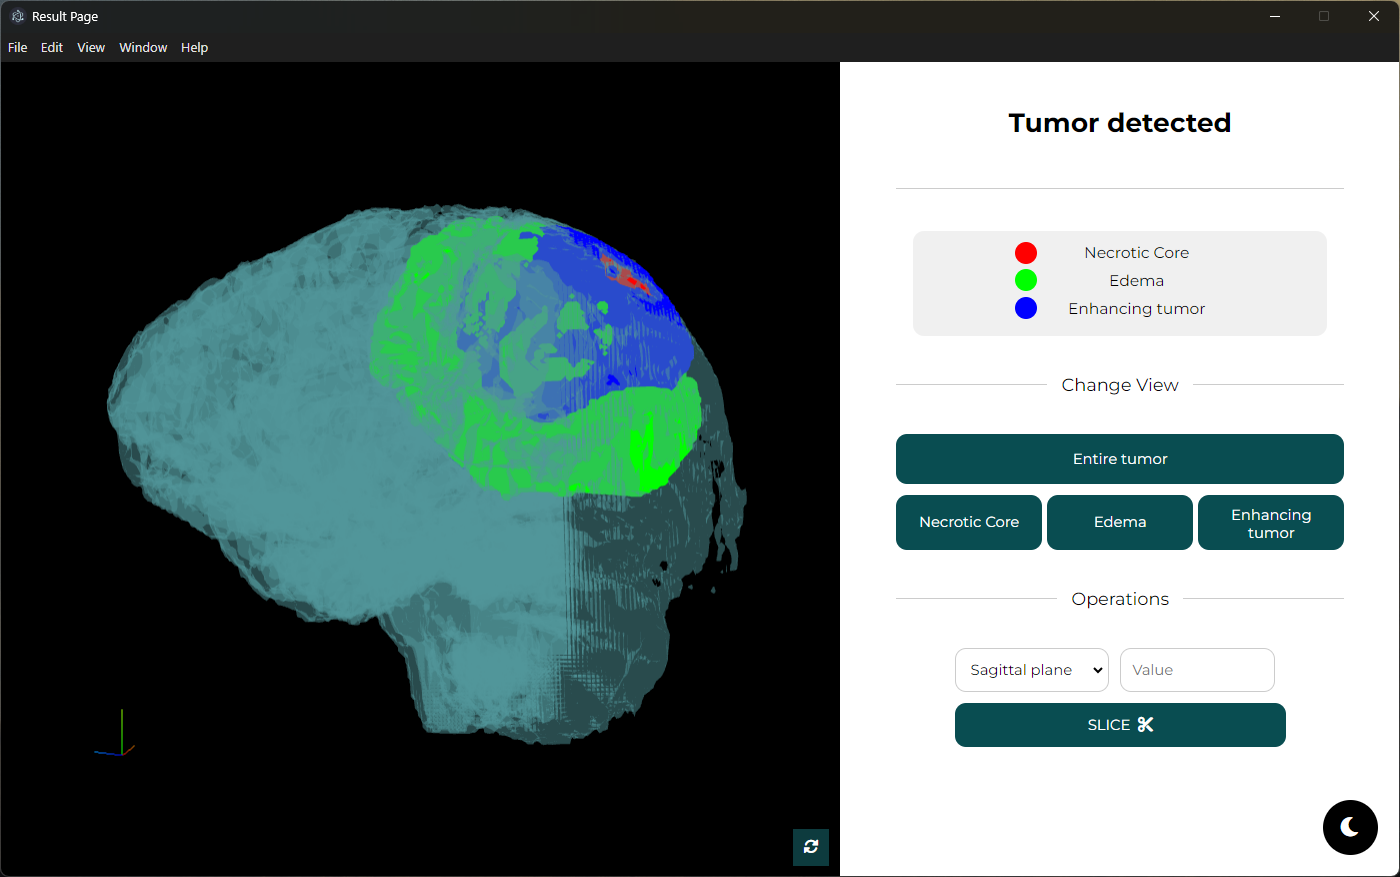 Result Page
File Edit View Window Help
Tumor detected
Necrotic Core
Edema
Enhancing tumor
Change View
Entire tumor
Necrotic Core
Edema
Enhancing
tumor
Operations
Sagittal plane
Value
SLICE